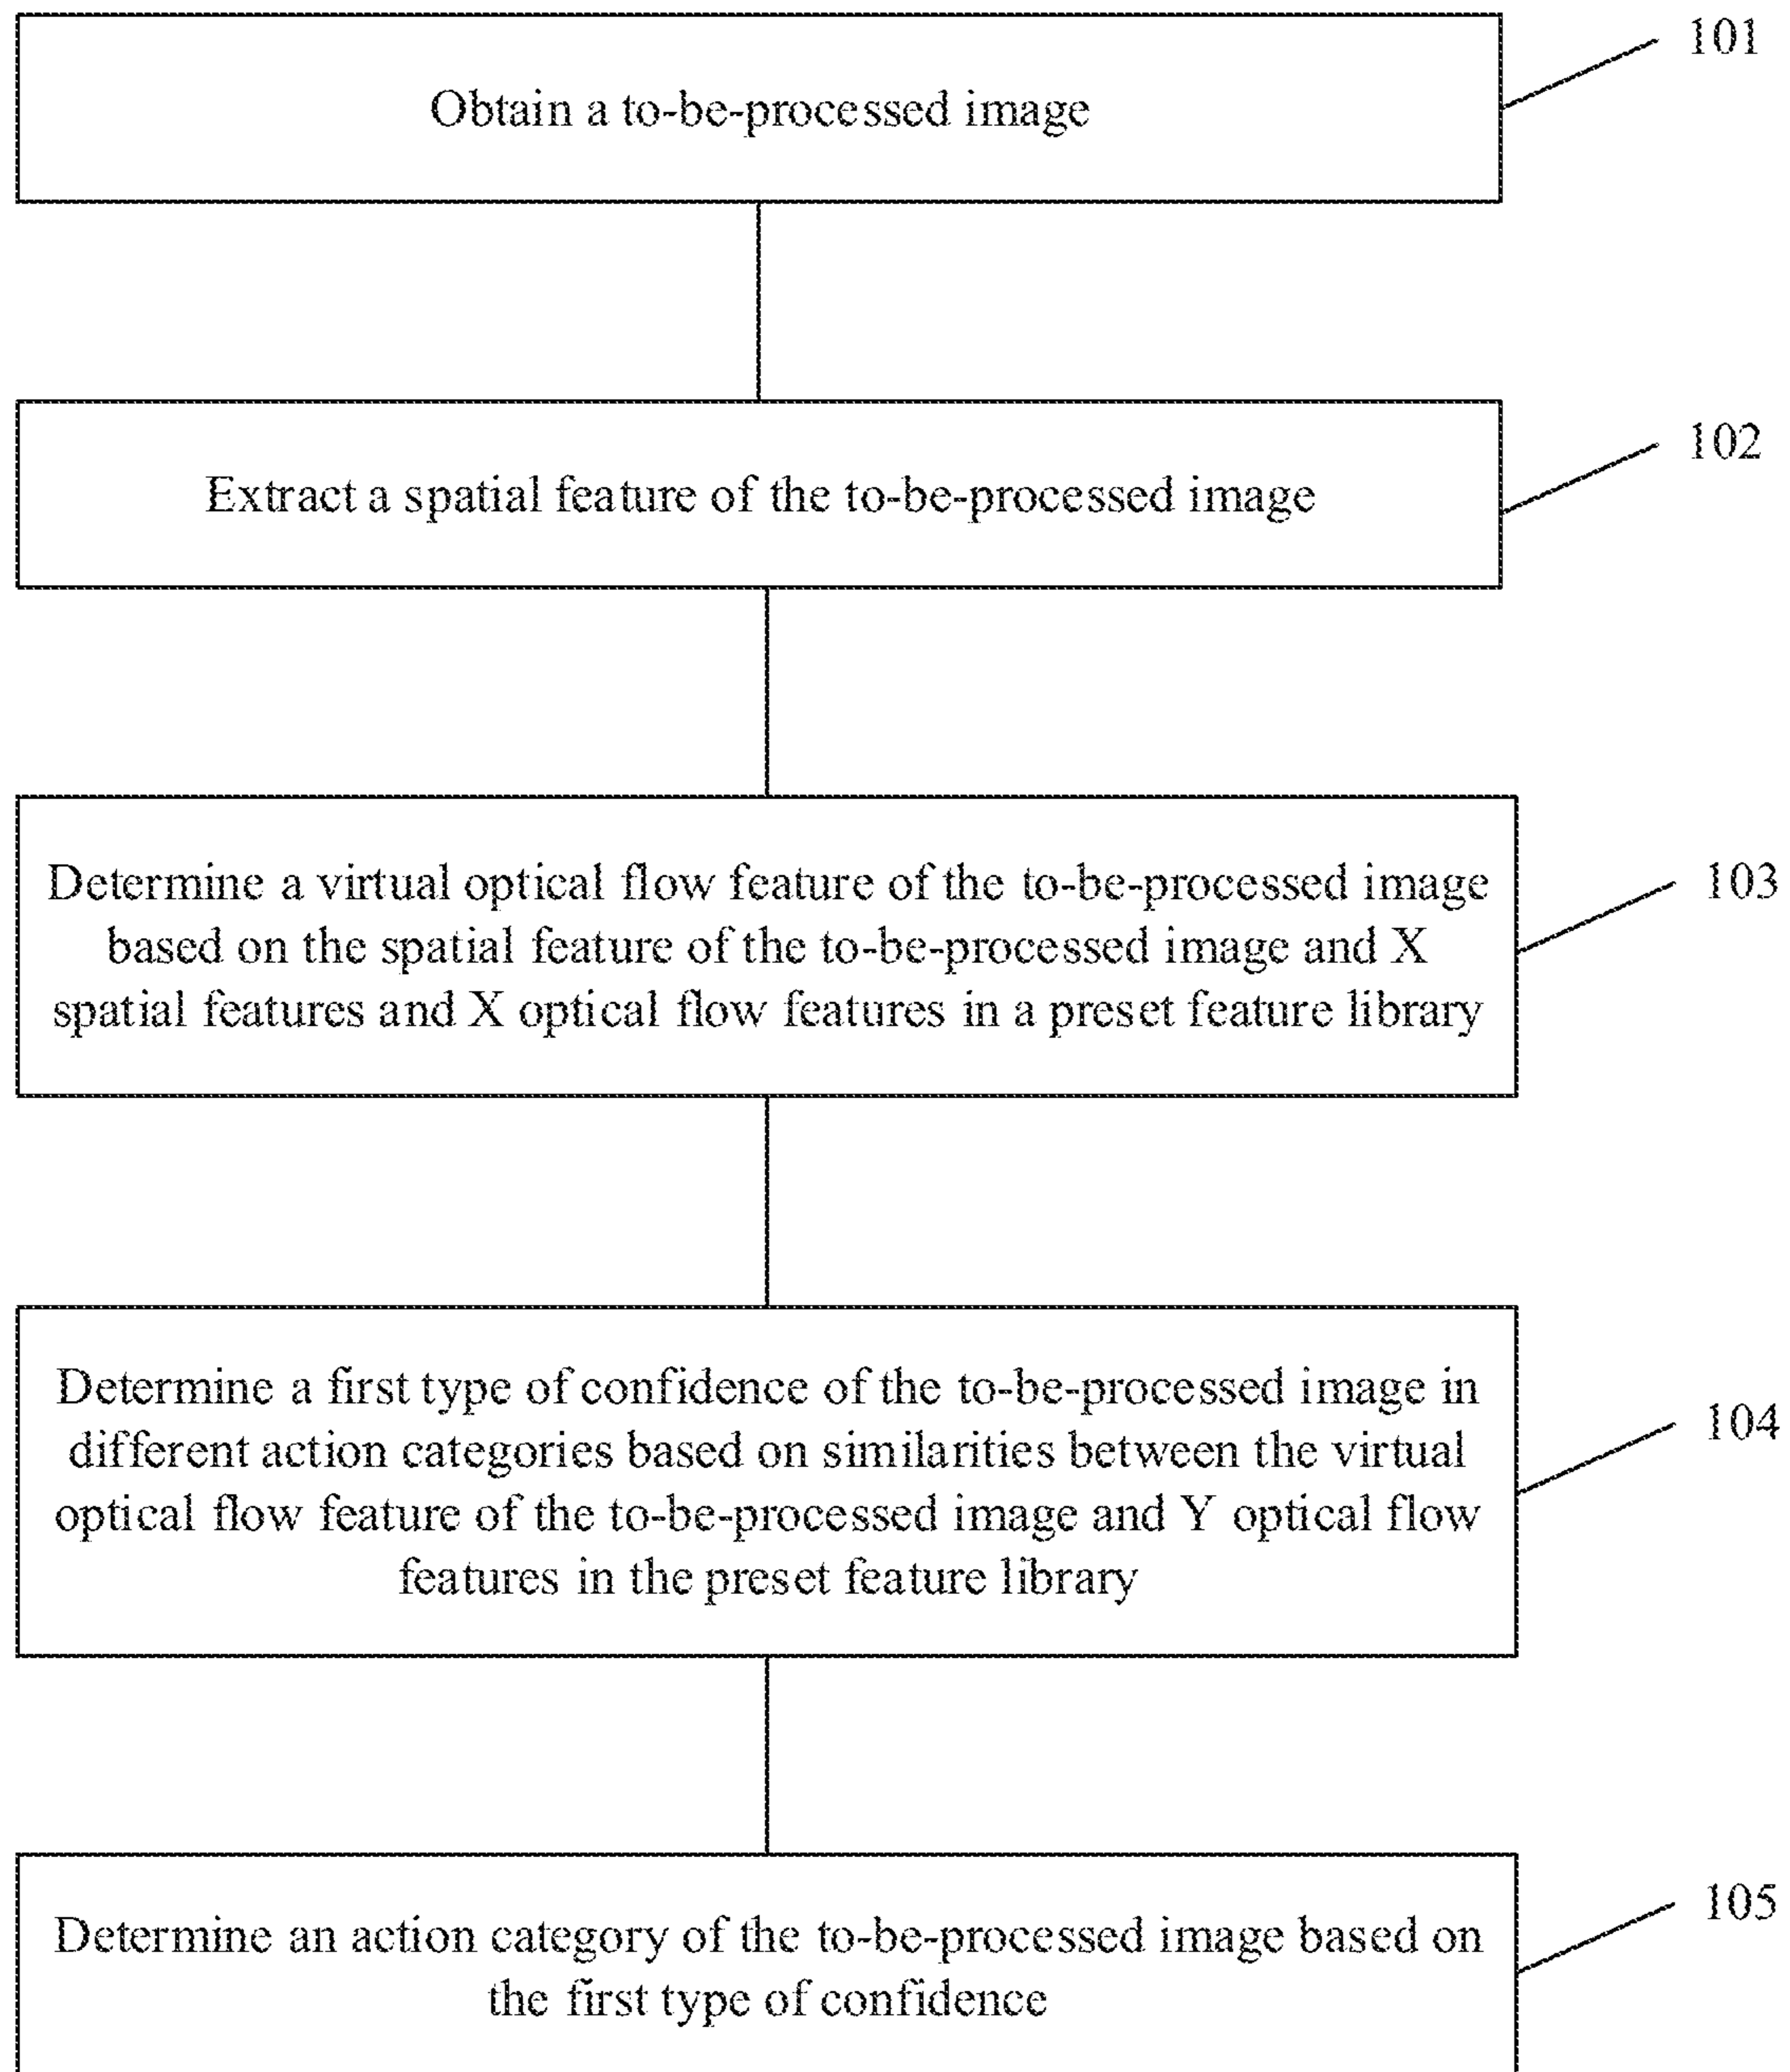 101
Obtain a to-be-processed image
102
Extract a spatial feature of the to-be-processed image
103
Determine a virtual optical flow feature of the to-be-processed image
based on the spatial feature of the to-be-processed image and X
spatial features and X optical flow features in a preset feature library
104
Determine a first type of confidence of the to-be-processed image in
different action categories based on similarities between the virtual
optical flow feature of the to-be-processed image and Y optical flow
features in the preset feature library
105
Determine an action category of the to-be-processed image based on
the first type of confidence